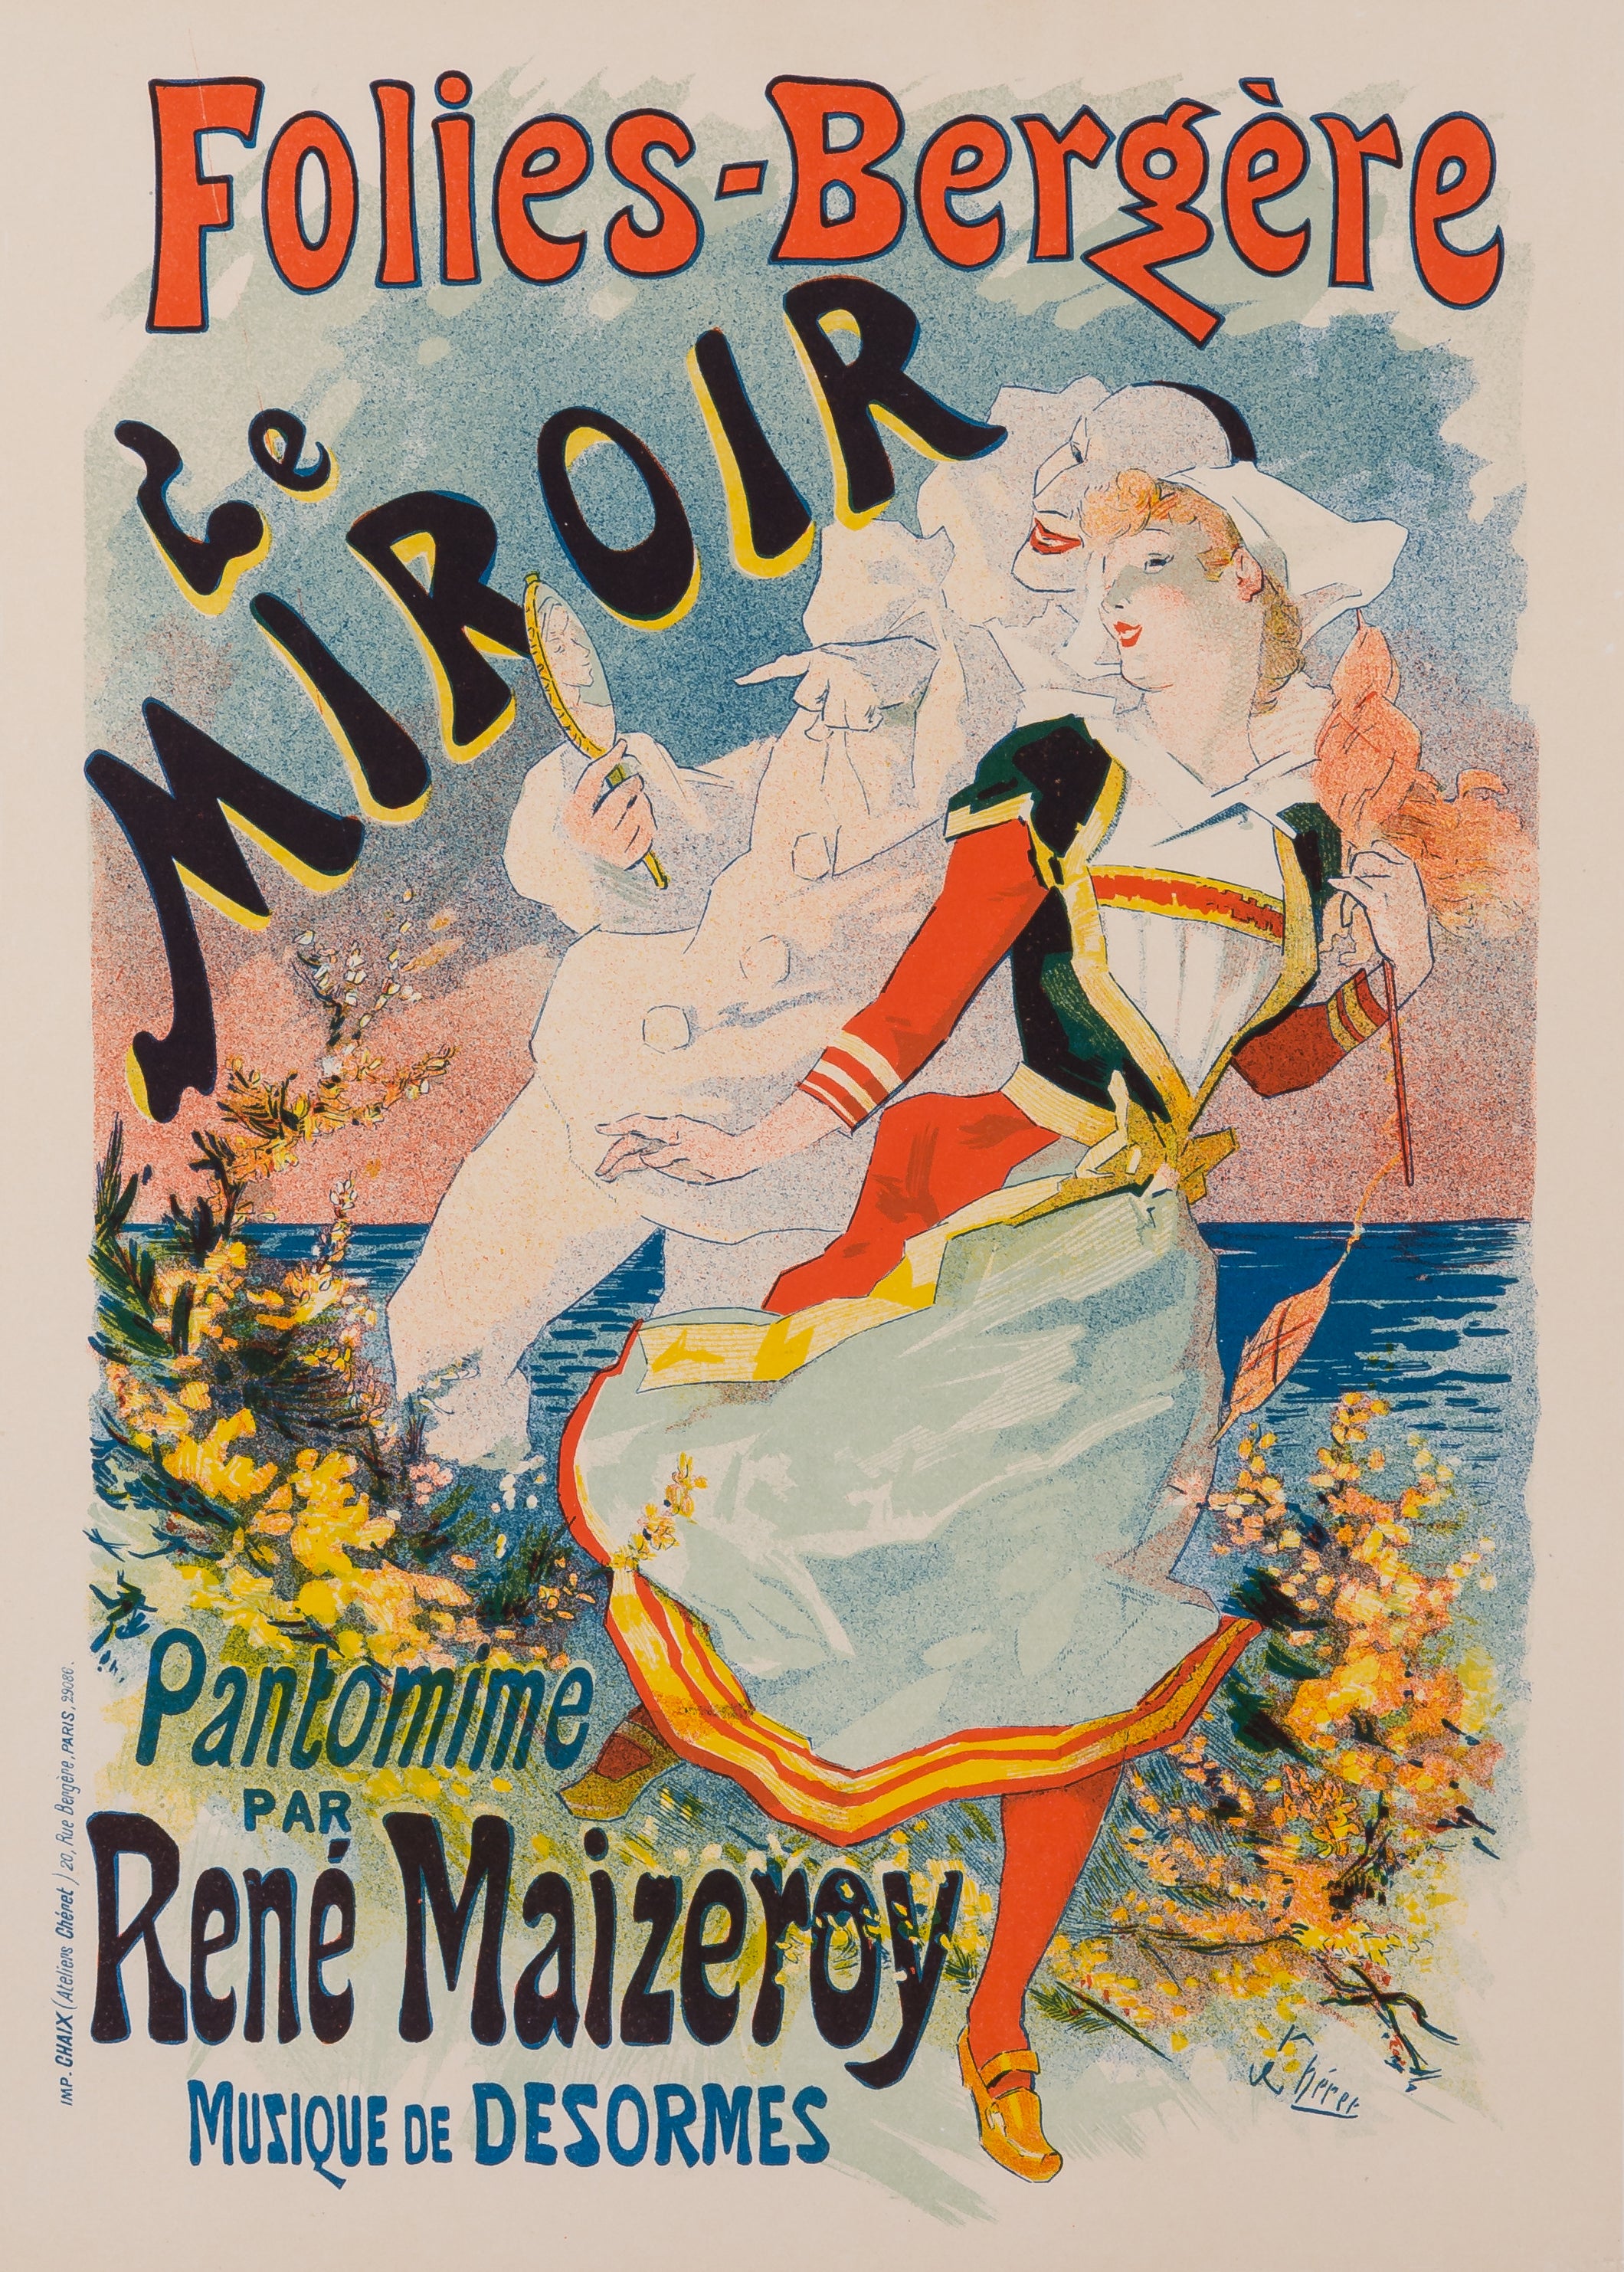 Folies-Bergère
Le
MIROIR
Pantomime
PAR
René Maizeroy
MUSIQUE DE DESORMES
IMP. CHAIX (Ateliers Chéret) 20, Rue Bergère, PARIS, 29080.
Chéret